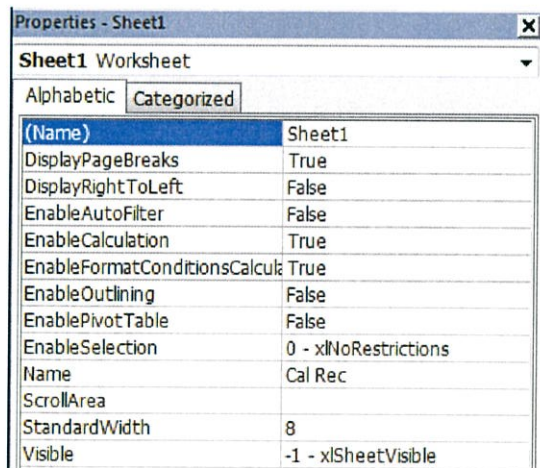 Properties - Sheet1
Sheet1 Worksheet
Alphabetic Categorized
(Name) Sheet1
DisplayPageBreaks True
DisplayRightToLeft False
EnableAutoFilter False
EnableCalculation True
EnableFormatConditionsCalcula True
EnableOutlining False
EnablePivotTable False
EnableSelection 0 - xlNoRestrictions
Name Cal Rec
ScrollArea
StandardWidth 8
Visible -1 - xlSheetVisible